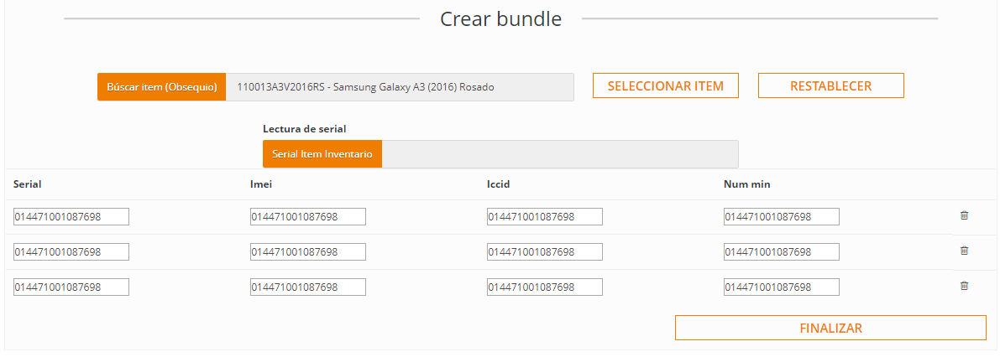 Crear bundle
Búscar item (Obsequio) 110013A3V2016RS - Samsung Galaxy A3 (2016) Rosado SELECCIONAR ITEM RESTABLECER
Lectura de serial
Serial Item Inventario
Serial Imei Iccid Num min
014471001087698 014471001087698 014471001087698 014471001087698
014471001087698 014471001087698 014471001087698 014471001087698
014471001087698 014471001087698 014471001087698 014471001087698
FINALIZAR